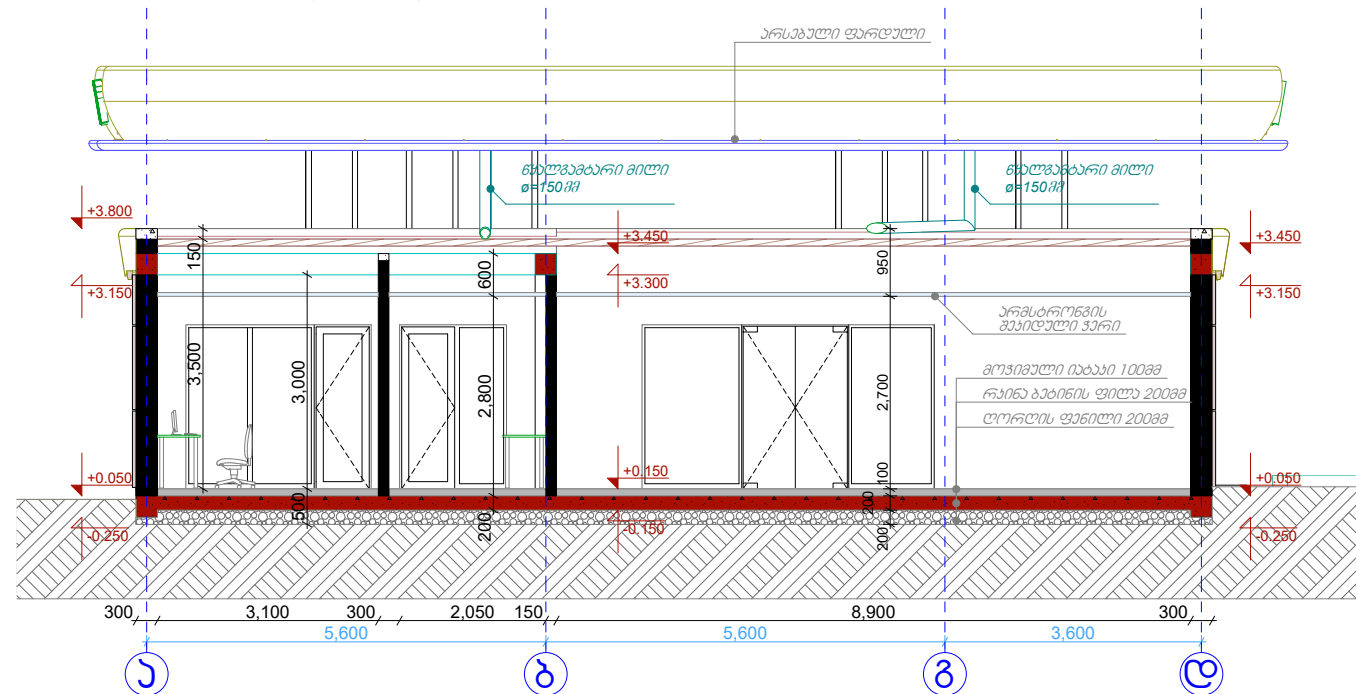 არსებული ფარდული
წყალგამტარი მილი
ø=150მმ
წყალგამტარი მილი
ø=150მმ
+3.800
+3.450
+3.450
+3.150
+3.300
+3.150
150
600
950
არმსტრონგის
შეკიდული ჭერი
3,500
3,000
2,800
2,700
მოჭიმული იატაკი 100მმ
რკინა ბეტინის ფილა 200მმ
ღორღის ფენილი 200მმ
+0.050
+0.150
100
+0.050
500
200
200
200
-0.250
-0.150
-0.250
300
3,100
300
2,050
150
8,900
300
5,600
5,600
3,600
ა
ბ
გ
დ